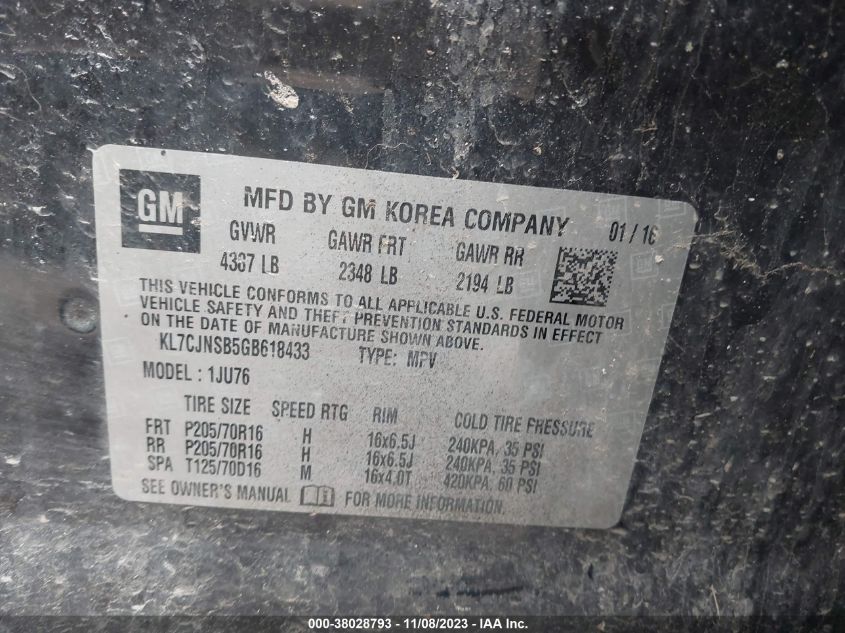 GM
MFD BY GM KOREA COMPANY 01 / 16
GVWR GAWR FRT GAWR RR
4387 LB 2348 LB 2194 LB
THIS VEHICLE CONFORMS TO ALL APPLICABLE U.S. FEDERAL MOTOR
VEHICLE SAFETY AND THEFT PREVENTION STANDARDS IN EFFECT
ON THE DATE OF MANUFACTURE SHOWN ABOVE.
KL7CJNSB5GB618433 TYPE: MPV
MODEL : 1JU76
TIRE SIZE SPEED RTG RIM COLD TIRE PRESSURE
FRT P205/70R16 H 16x6.5J 240KPA, 35 PSI
RR P205/70R16 H 16x6.5J 240KPA, 35 PSI
SPA T125/70D16 M 16x4.0T 420KPA, 60 PSI
SEE OWNER'S MANUAL FOR MORE INFORMATION.
000-38028793 - 11/08/2023 - IAA Inc.